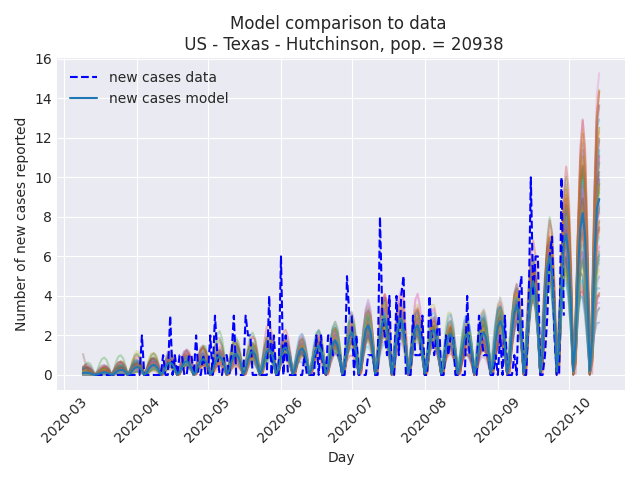 Model comparison to data
US - Texas - Hutchinson, pop. = 20938
new cases data
new cases model
Number of new cases reported
16
14
12
10
8
6
4
2
0
2020-03
2020-04
2020-05
2020-06
2020-07
2020-08
2020-09
2020-10
Day